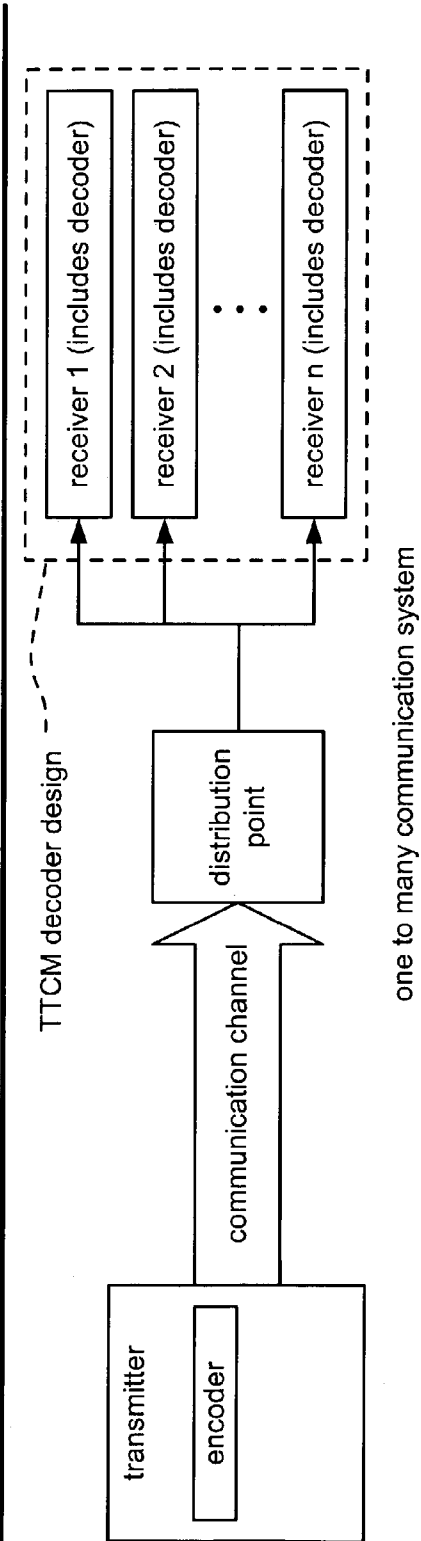 TTCM decoder design
transmitter
encoder
communication channel
distribution
point
receiver 1 (includes decoder)
receiver 2 (includes decoder)
receiver n (includes decoder)
one to many communication system